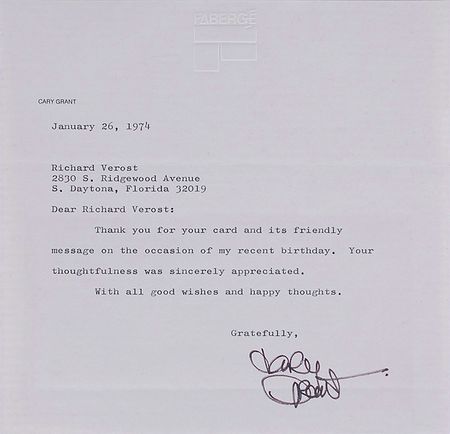 FABERGÉ
CARY GRANT
January 26, 1974
Richard Verost
2830 S. Ridgewood Avenue
S. Daytona, Florida 32019
Dear Richard Verost:
Thank you for your card and its friendly
message on the occasion of my recent birthday. Your
thoughtfulness was sincerely appreciated.
With all good wishes and happy thoughts.
Gratefully,
Cary
Grant